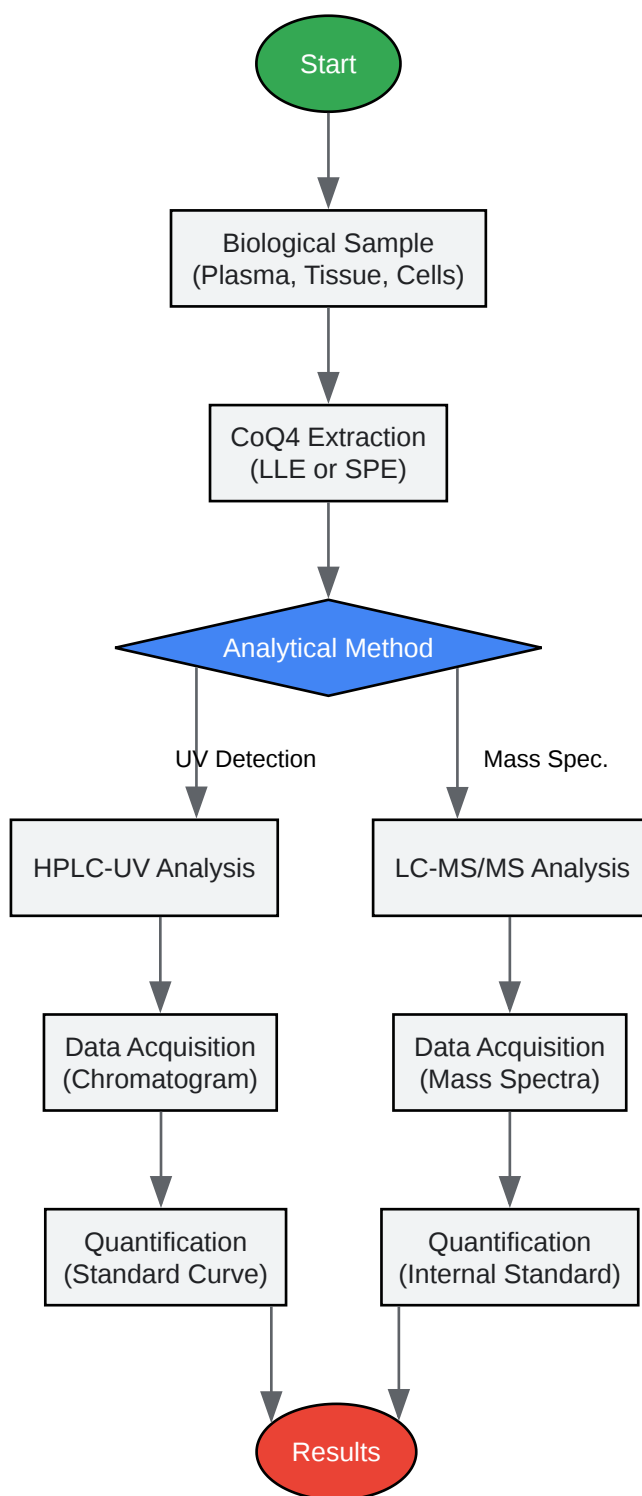 Start
Biological Sample
(Plasma, Tissue, Cells)
CoQ4 Extraction
(LLE or SPE)
Analytical Method
UV Detection
Mass Spec.
HPLC-UV Analysis
LC-MS/MS Analysis
Data Acquisition
(Chromatogram)
Data Acquisition
(Mass Spectra)
Quantification
(Standard Curve)
Quantification
(Internal Standard)
Results